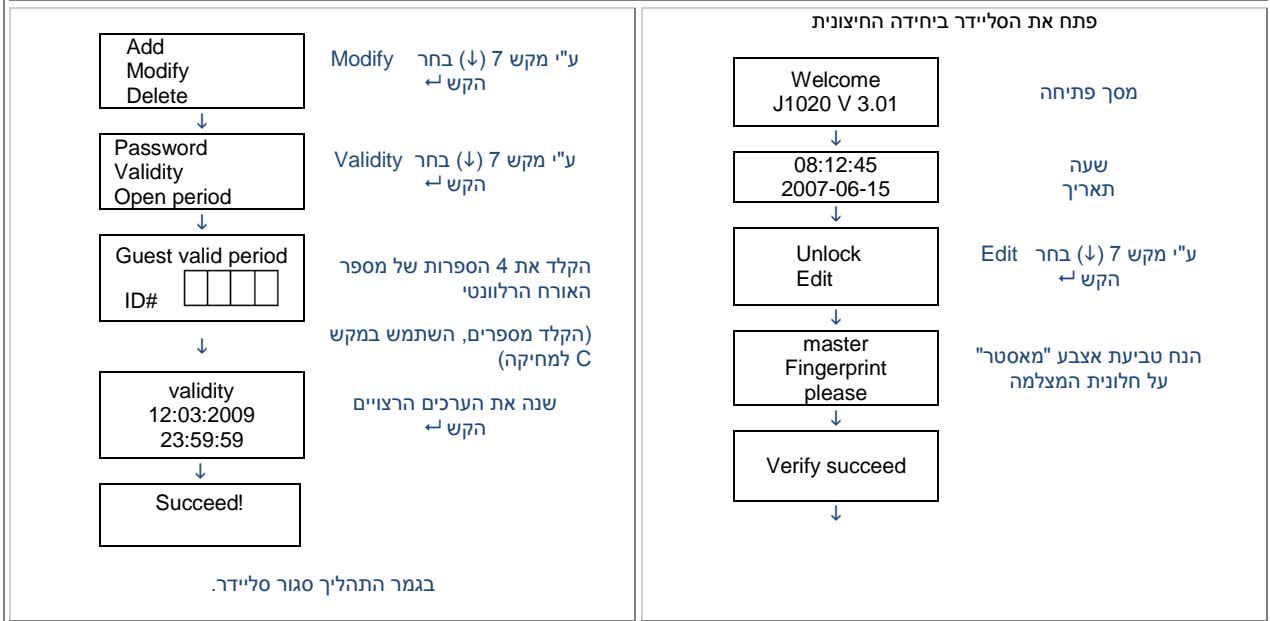 פתח את הסליידר ביחידה החיצונית
Welcome
J1020 V 3.01
מסך פתיחה
↓
08:12:45
2007-06-15
שעה
תאריך
↓
Unlock
Edit
ע"י מקש 7 (↓) בחר Edit
הקש ↵
↓
master
Fingerprint
please
הנח טביעת אצבע "מאסטר"
על חלונית המצלמה
↓
Verify succeed
↓
Add
Modify
Delete
ע"י מקש 7 (↓) בחר Modify
הקש ↵
↓
Password
Validity
Open period
ע"י מקש 7 (↓) בחר Validity
הקש ↵
↓
Guest valid period
ID#
הקלד את 4 הספרות של מספר
האורח הרלוונטי
(הקלד מספרים, השתמש במקש
C למחיקה)
↓
validity
12:03:2009
23:59:59
שנה את הערכים הרצויים
הקש ↵
↓
Succeed!
בגמר התהליך סגור סליידר.